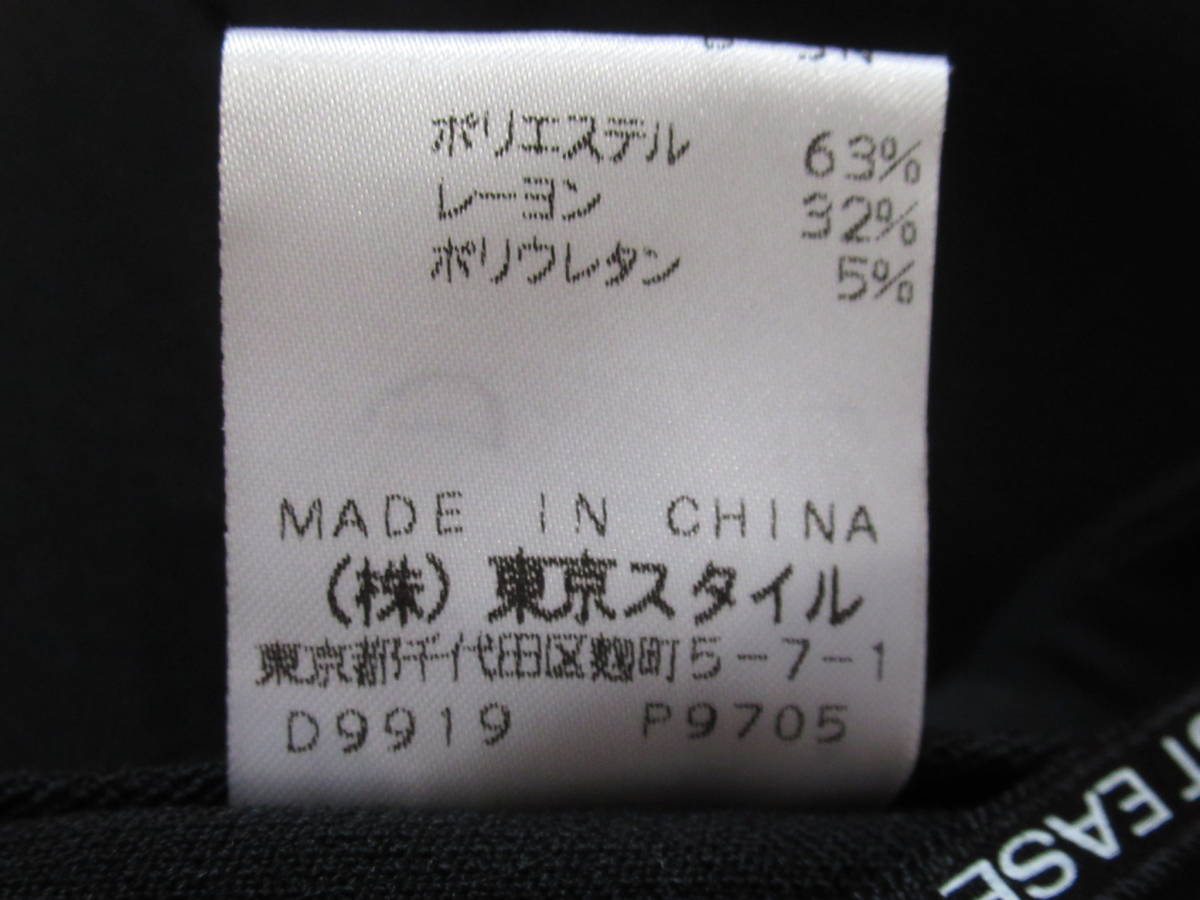 ポリエステル 63%
レーヨン 32%
ポリウレタン 5%
MADE IN CHINA
(株) 東京スタイル
東京都千代田区麹町5-7-1
D9919 P9705
EASE